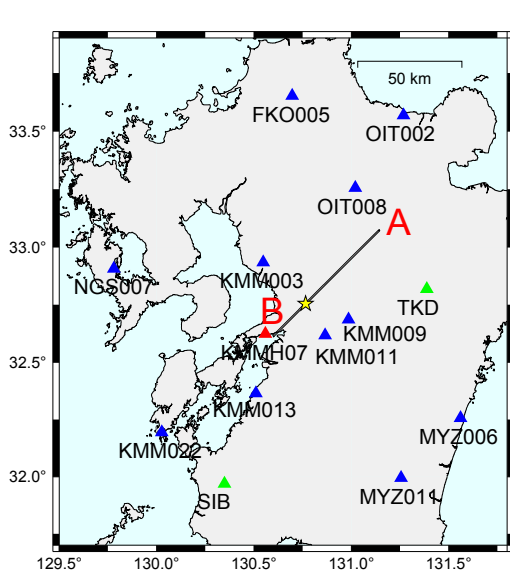 50 km
FKO005
OIT002
33.5°
OIT008
A
33.0°
KMM003
NGS007
TKD
B
KMM009
KMMH07
KMM011
32.5°
KMM013
MYZ006
KMM022
32.0°
SIB
MYZ011
129.5° 130.0° 130.5° 131.0° 131.5°